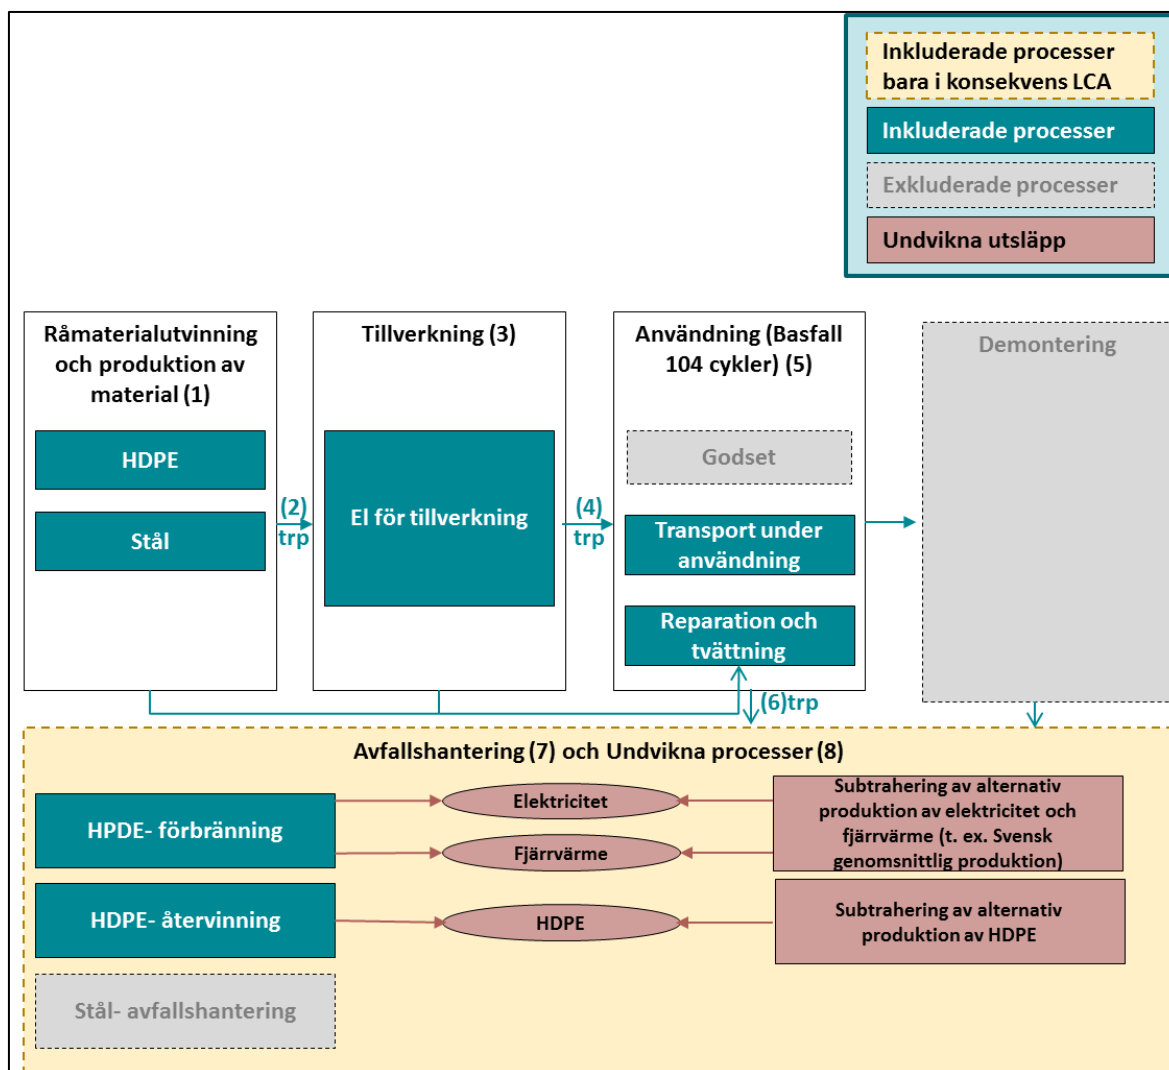 Inkluderade processer
bara i konsekvens LCA
Inkluderade processer
Exkluderade processer
Undvikna utsläpp
Råmaterialutvinning
och produktion av
material (1)
HDPE
Stål
(2)
trp
Tillverkning (3)
El för tillverkning
(4)
trp
Användning (Basfall
104 cykler) (5)
Godset
Transport under
användning
Reparation och
tvättning
Demontering
(6)trp
Avfallshantering (7) och Undvikna processer (8)
HPDE- förbränning
HDPE- återvinning
Stål- avfallshantering
Elektricitet
Fjärrvärme
HDPE
Subtrahering av alternativ
produktion av elektricitet och
fjärrvärme (t. ex. Svensk
genomsnittlig produktion)
Subtrahering av alternativ
produktion av HDPE